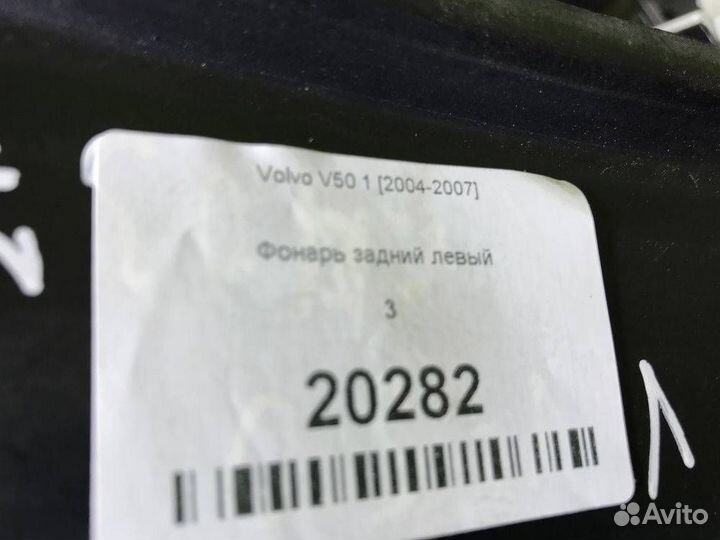 Volvo V50 1 [2004-2007]
Фонарь задний левый
3
20282
Avito